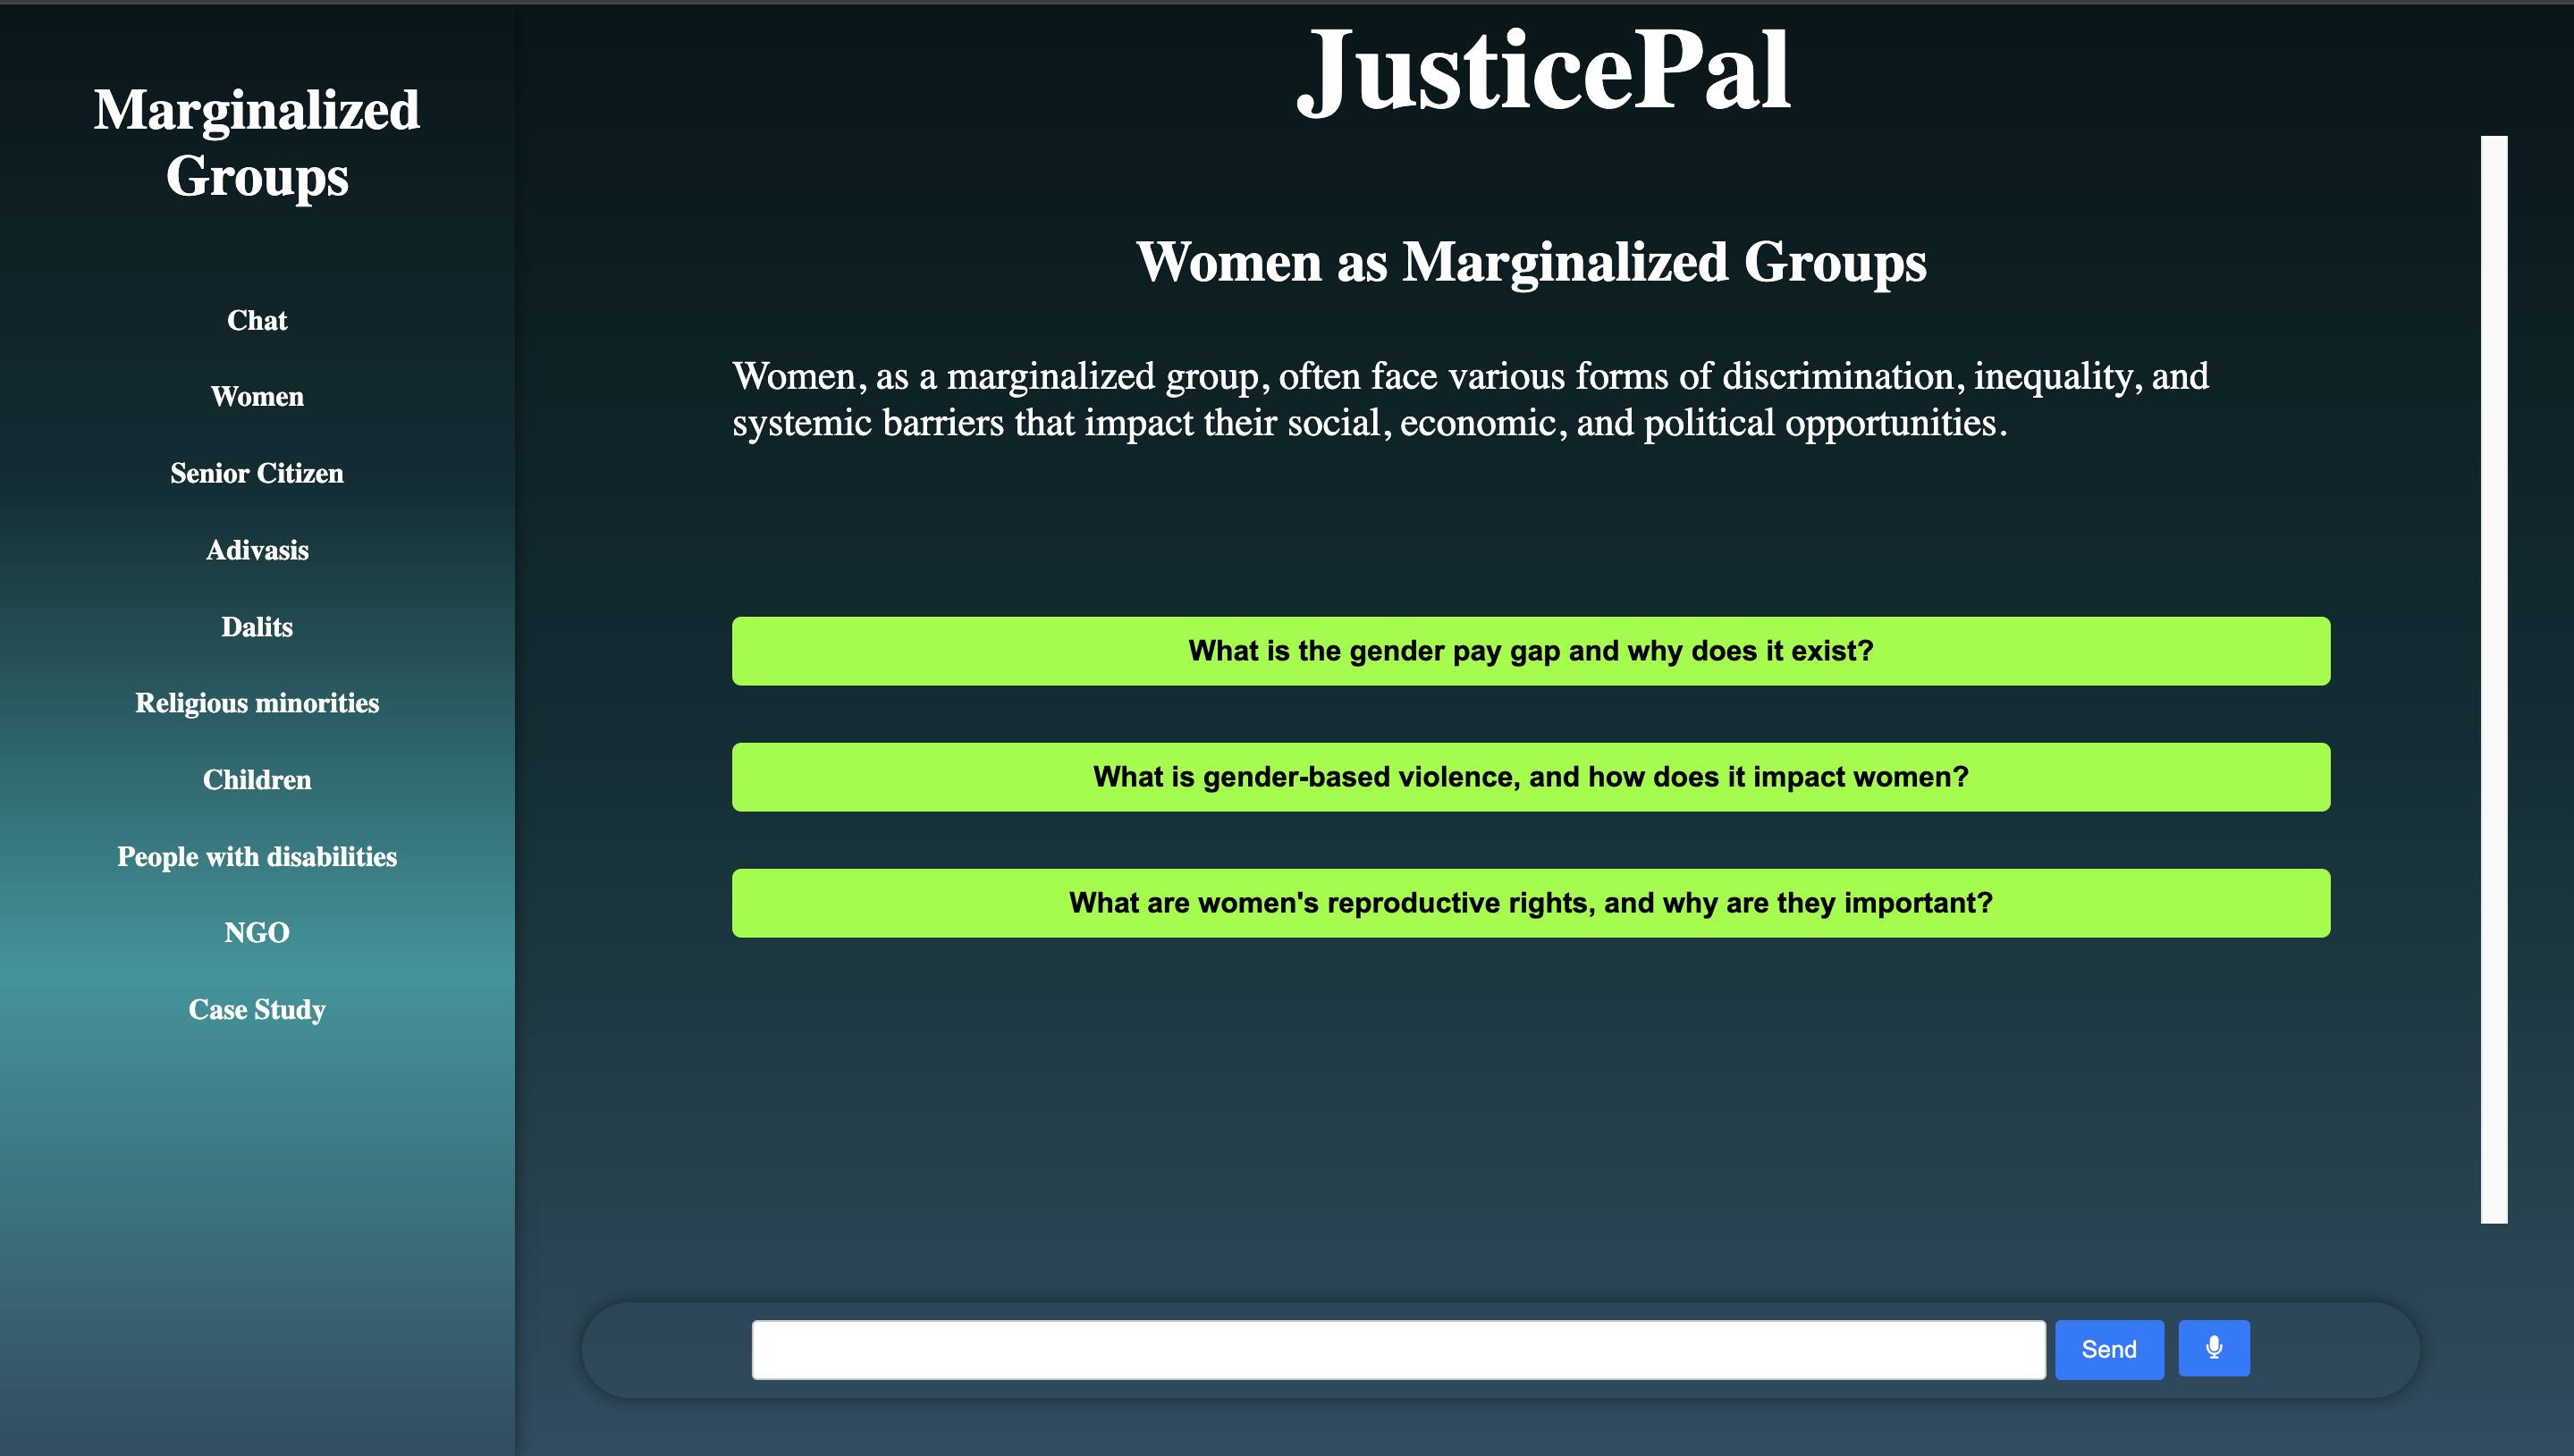 Marginalized
Groups
Chat
Women
Senior Citizen
Adivasis
Dalits
Religious minorities
Children
People with disabilities
NGO
Case Study
JusticePal
Women as Marginalized Groups
Women, as a marginalized group, often face various forms of discrimination, inequality, and
systemic barriers that impact their social, economic, and political opportunities.
What is the gender pay gap and why does it exist?
What is gender-based violence, and how does it impact women?
What are women's reproductive rights, and why are they important?
Send